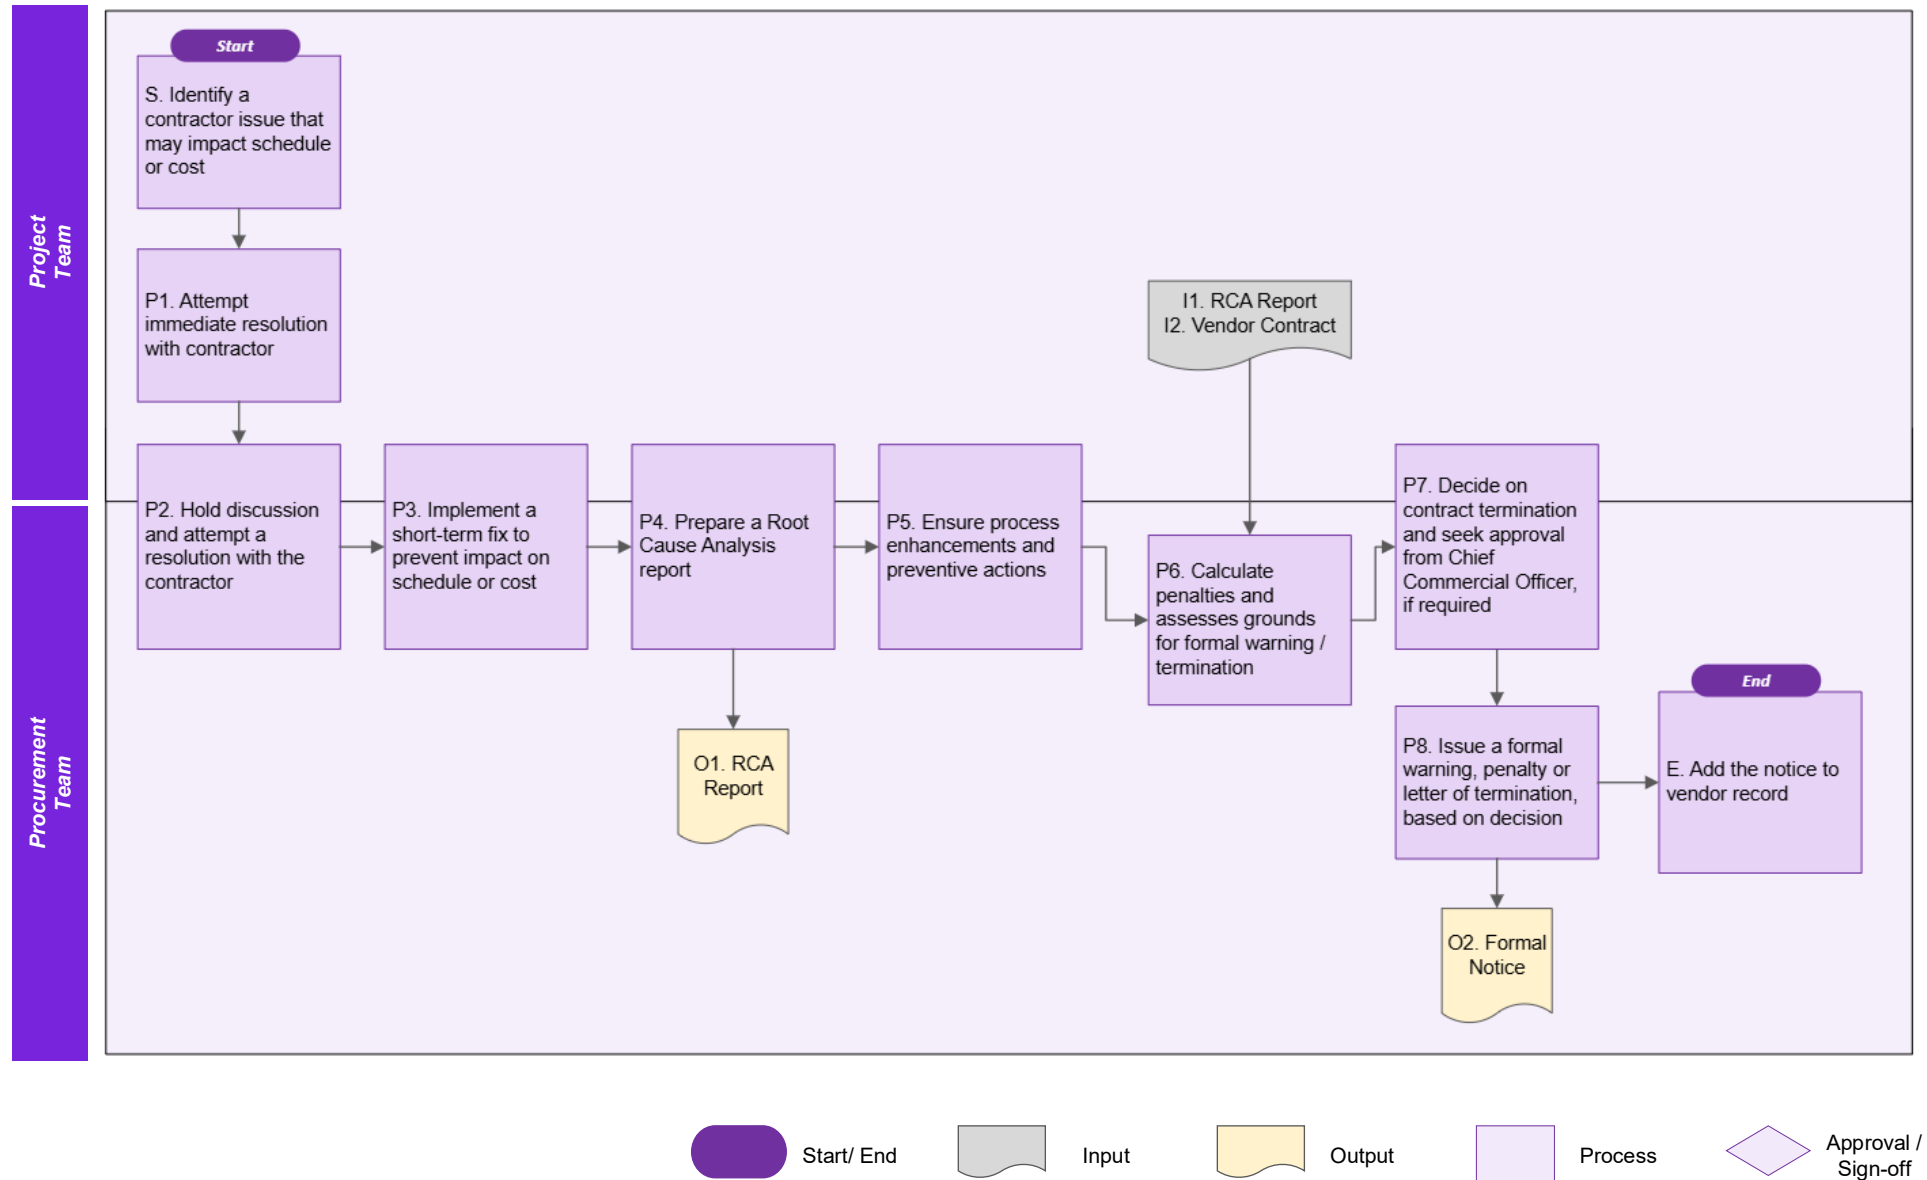 Project
Team
Start
S. Identify a
contractor issue that
may impact schedule
or cost
P1. Attempt
immediate resolution
with contractor
I1. RCA Report
I2. Vendor Contract
P2. Hold discussion
and attempt a
resolution with the
contractor
P3. Implement a
short-term fix to
prevent impact on
schedule or cost
P4. Prepare a Root
Cause Analysis
report
P5. Ensure process
enhancements and
preventive actions
P6. Calculate
penalties and
assesses grounds
for formal warning /
termination
P7. Decide on
contract termination
and seek approval
from Chief
Commercial Officer,
if required
Procurement
Team
O1. RCA
Report
P8. Issue a formal
warning, penalty or
letter of termination,
based on decision
End
E. Add the notice to
vendor record
O2. Formal
Notice
Start/ End
Input
Output
Process
Approval /
Sign-off